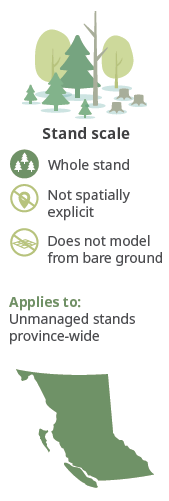 Stand scale
Whole stand
Not spatially
explicit
Does not model
from bare ground
Applies to:
Unmanaged stands
province-wide